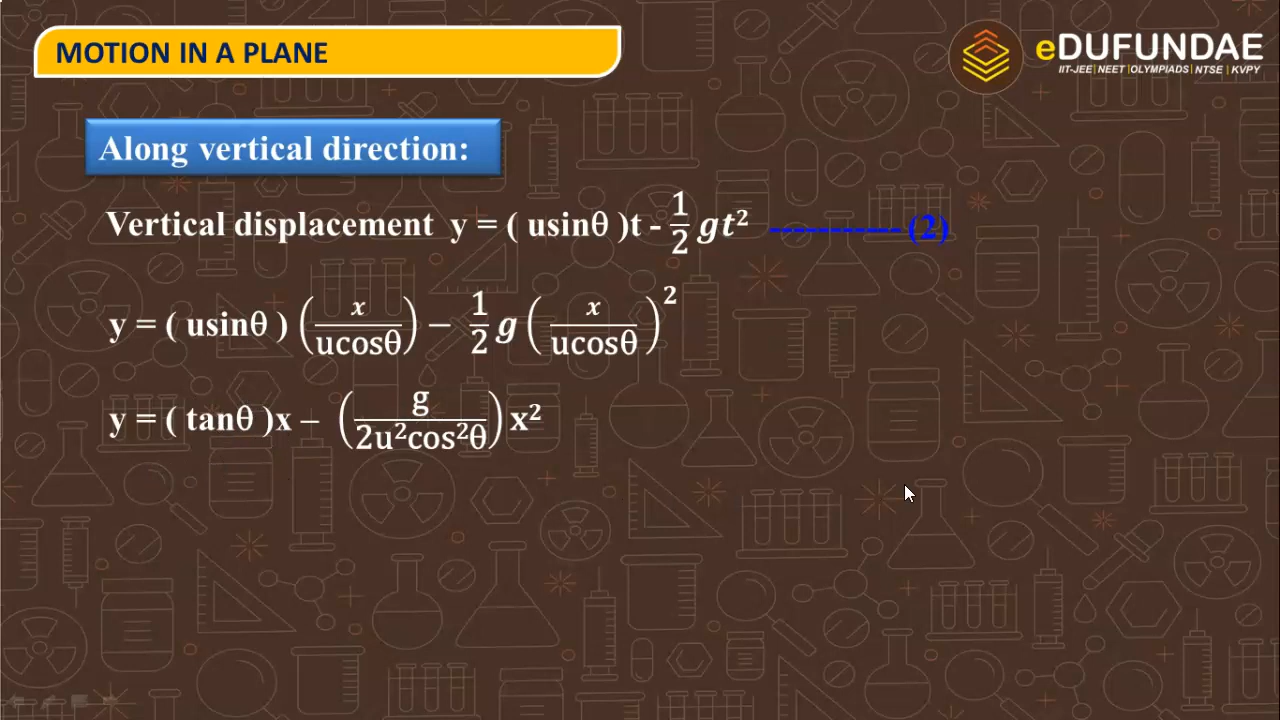 MOTION IN A PLANE
eDUFUNDAE
IIT-JEE|NEET|OLYMPIADS|NTSE|KVPY
Along vertical direction:
Vertical displacement y = ( usinθ )t - 1/2 gt² ----------- (2)
y = ( usinθ ) (x/ucosθ) − 1/2 g (x/ucosθ)²
y = ( tanθ )x – (g/2u²cos²θ) x²